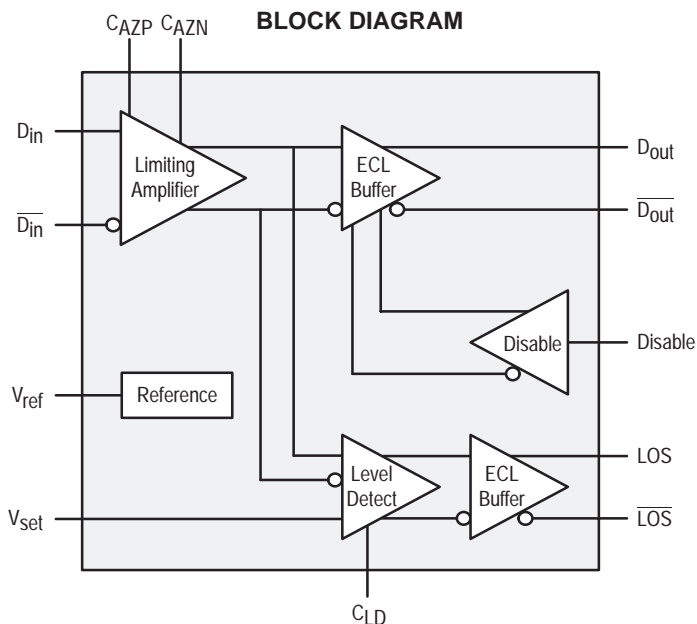 BLOCK DIAGRAM
CAZP CAZN
Din
Limiting
Amplifier
ECL
Buffer
Dout
Din
Dout
Disable
Disable
Vref
Reference
Level
Detect
ECL
Buffer
LOS
Vset
LOS
CLD